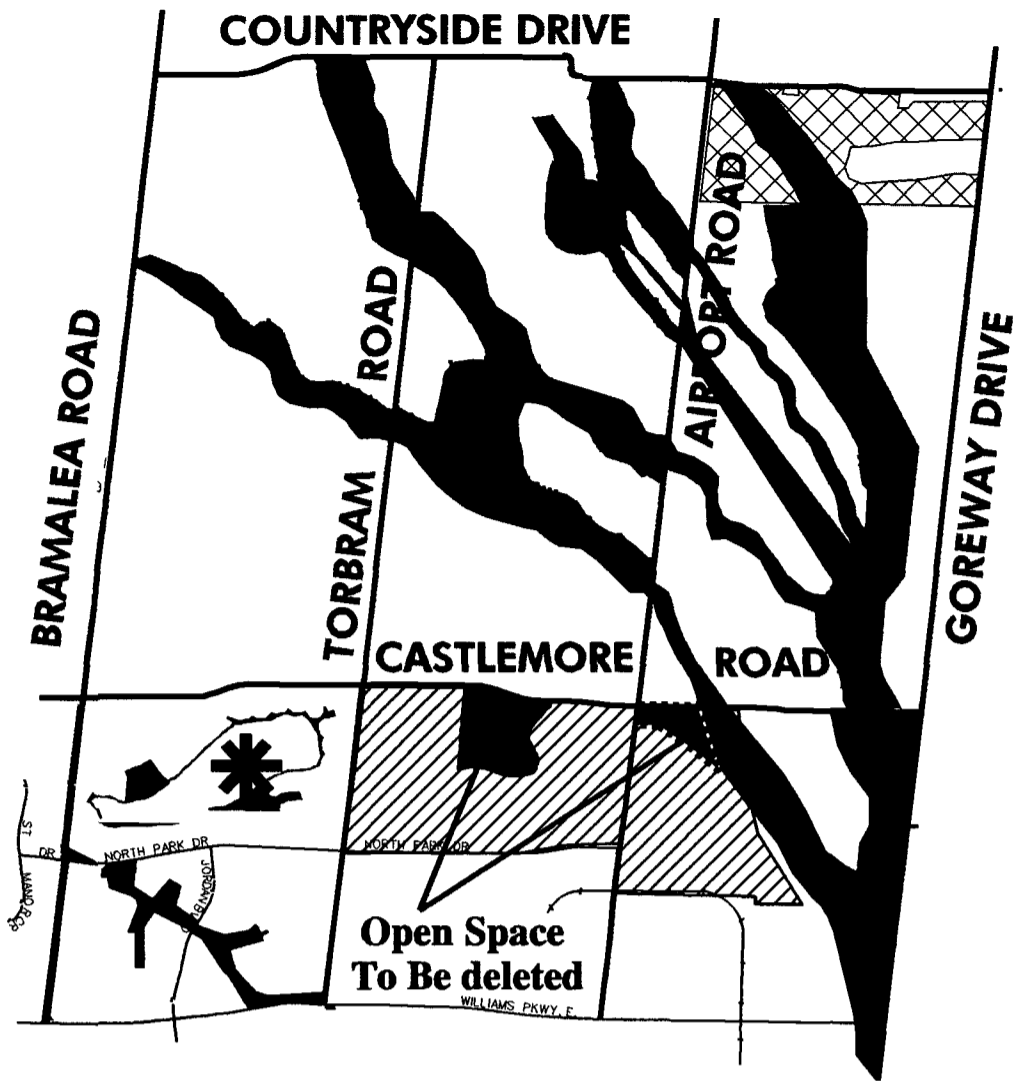 COUNTRYSIDE DRIVE
BRAMALEA ROAD
TORBRAM ROAD
AIRPORT ROAD
GOREWAY DRIVE
CASTLEMORE ROAD
ST
DR
NORTH PARK DR
NORTH PARK DR
Open Space
To Be deleted
WILLIAMS PKWY. E.